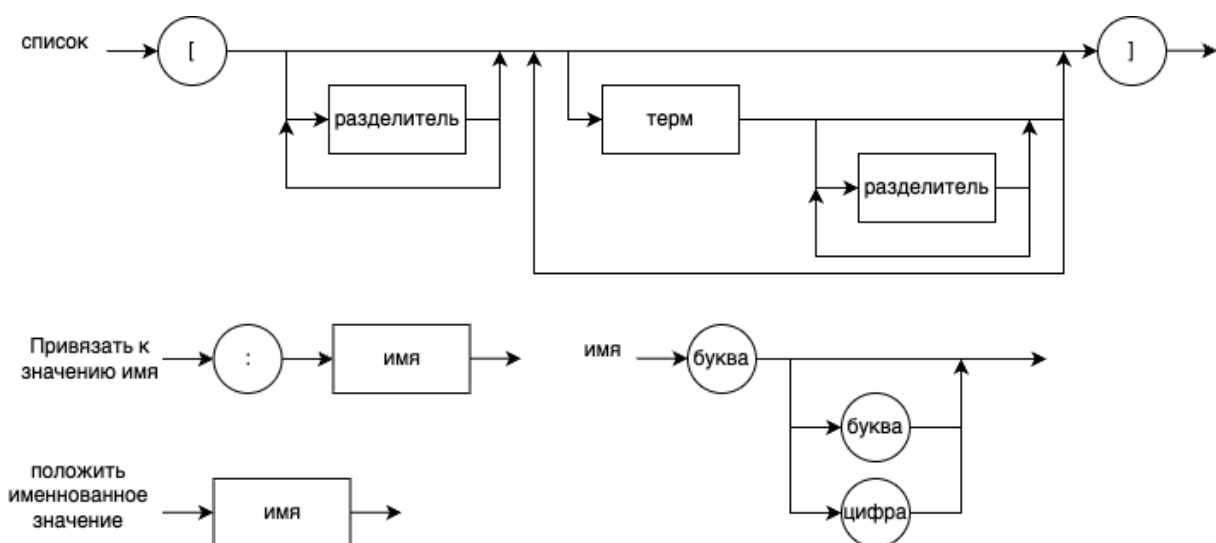 список
[
]
разделитель
терм
разделитель
Привязать к
значению имя
:
имя
имя
буква
буква
цифра
положить
именнованное
значение
имя